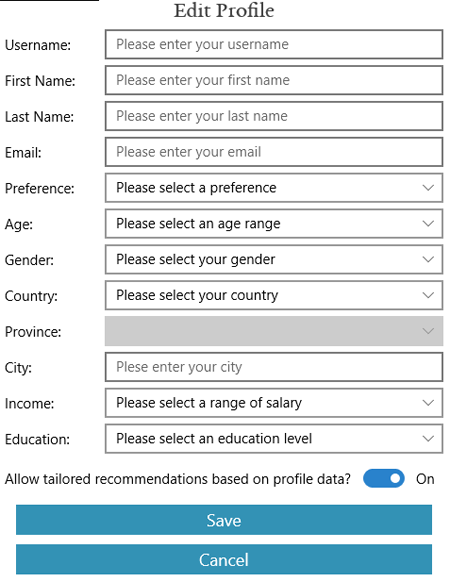 Edit Profile
Username: Please enter your username
First Name: Please enter your first name
Last Name: Please enter your last name
Email: Please enter your email
Preference: Please select a preference
Age: Please select an age range
Gender: Please select your gender
Country: Please select your country
Province:
City: Plese enter your city
Income: Please select a range of salary
Education: Please select an education level
Allow tailored recommendations based on profile data? On
Save
Cancel